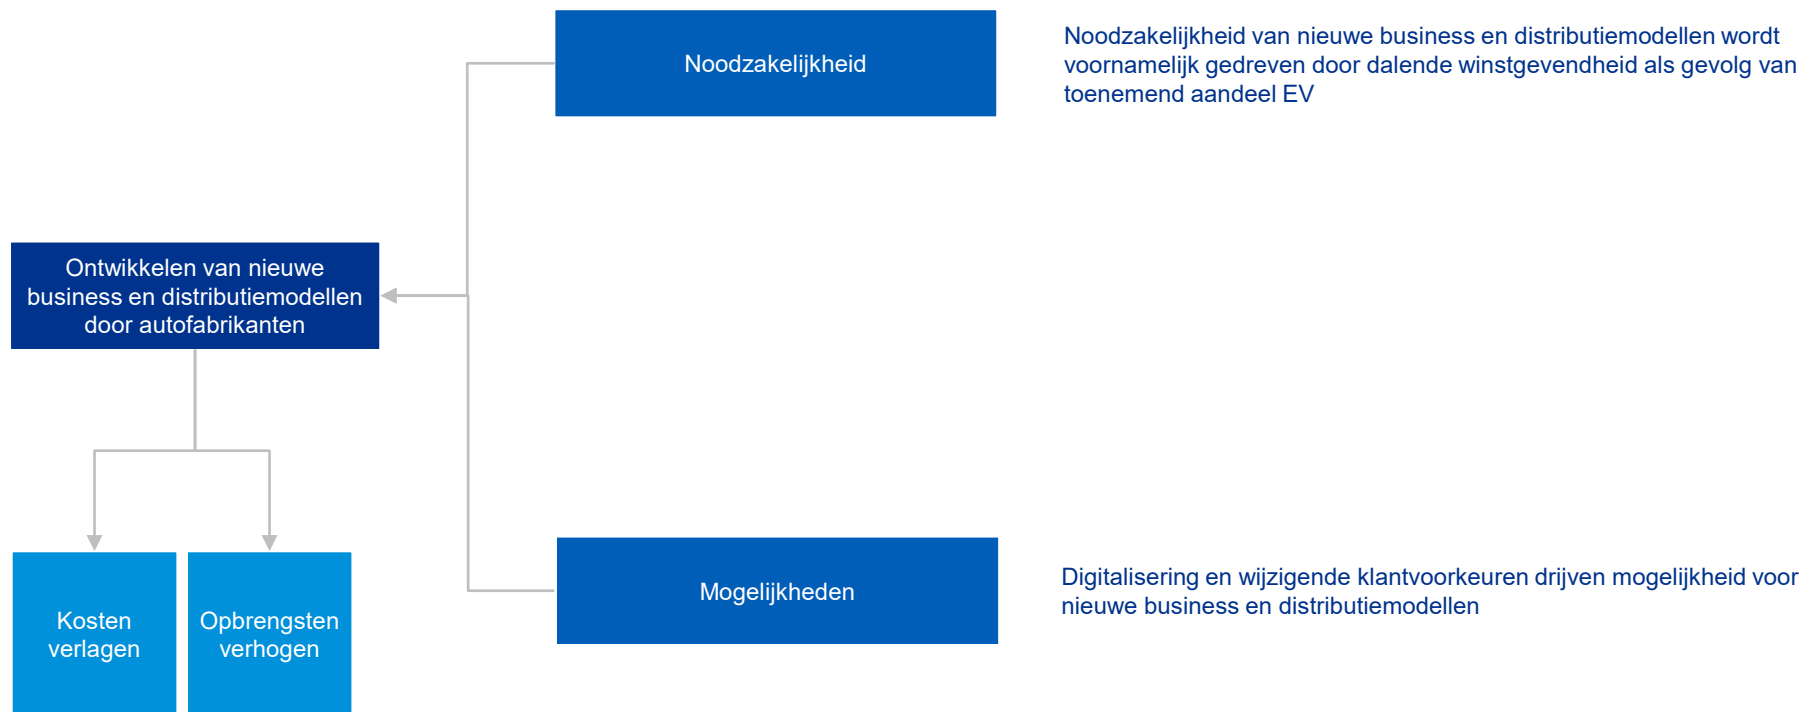 Noodzakelijkheid
Noodzakelijkheid van nieuwe business en distributiemodellen wordt
voornamelijk gedreven door dalende winstgevendheid als gevolg van
toenemend aandeel EV
Ontwikkelen van nieuwe
business en distributiemodellen
door autofabrikanten
Mogelijkheden
Digitalisering en wijzigende klantvoorkeuren drijven mogelijkheid voor
nieuwe business en distributiemodellen
Kosten
verlagen
Opbrengsten
verhogen